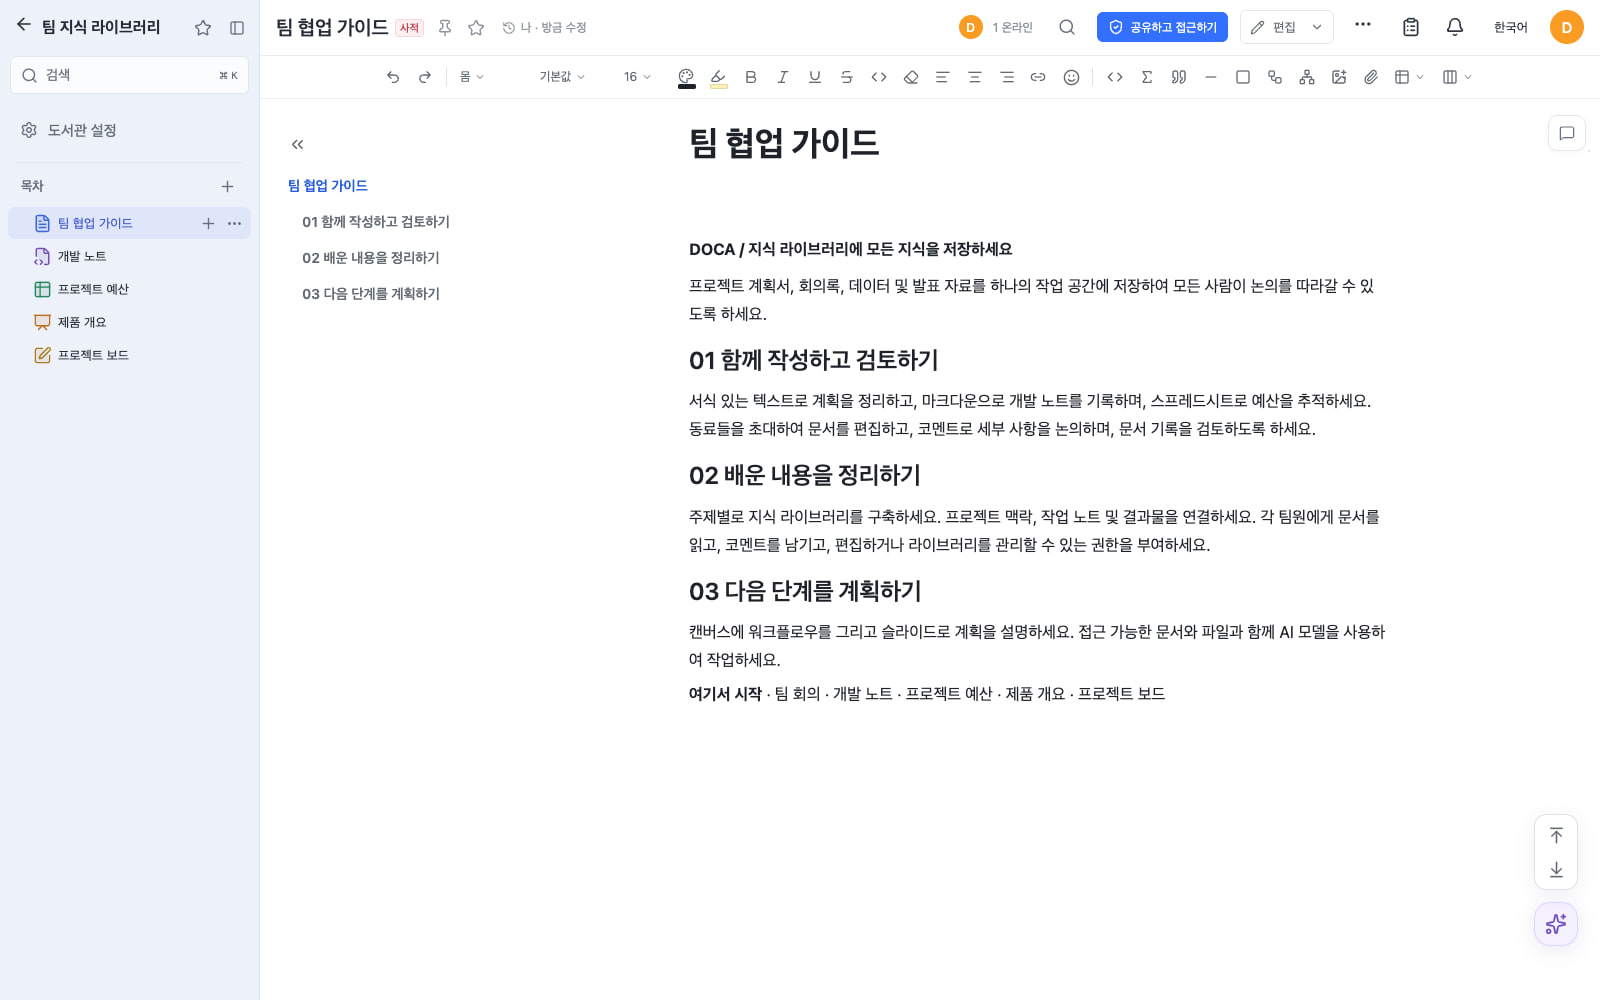 팀 지식 라이브러리
검색
⌘ K
도서관 설정
목차
팀 협업 가이드
개발 노트
프로젝트 예산
제품 개요
프로젝트 보드
팀 협업 가이드
사적
나 · 방금 수정
D
1 온라인
공유하고 접근하기
편집
한국어
D
몸
기본값
16
팀 협업 가이드
01 함께 작성하고 검토하기
02 배운 내용을 정리하기
03 다음 단계를 계획하기
팀 협업 가이드
DOCA / 지식 라이브러리에 모든 지식을 저장하세요
프로젝트 계획서, 회의록, 데이터 및 발표 자료를 하나의 작업 공간에 저장하여 모든 사람이 논의를 따라갈 수 있
도록 하세요.
01 함께 작성하고 검토하기
서식 있는 텍스트로 계획을 정리하고, 마크다운으로 개발 노트를 기록하며, 스프레드시트로 예산을 추적하세요.
동료들을 초대하여 문서를 편집하고, 코멘트로 세부 사항을 논의하며, 문서 기록을 검토하도록 하세요.
02 배운 내용을 정리하기
주제별로 지식 라이브러리를 구축하세요. 프로젝트 맥락, 작업 노트 및 결과물을 연결하세요. 각 팀원에게 문서를
읽고, 코멘트를 남기고, 편집하거나 라이브러리를 관리할 수 있는 권한을 부여하세요.
03 다음 단계를 계획하기
캔버스에 워크플로우를 그리고 슬라이드로 계획을 설명하세요. 접근 가능한 문서와 파일과 함께 AI 모델을 사용하
여 작업하세요.
여기서 시작 · 팀 회의 · 개발 노트 · 프로젝트 예산 · 제품 개요 · 프로젝트 보드